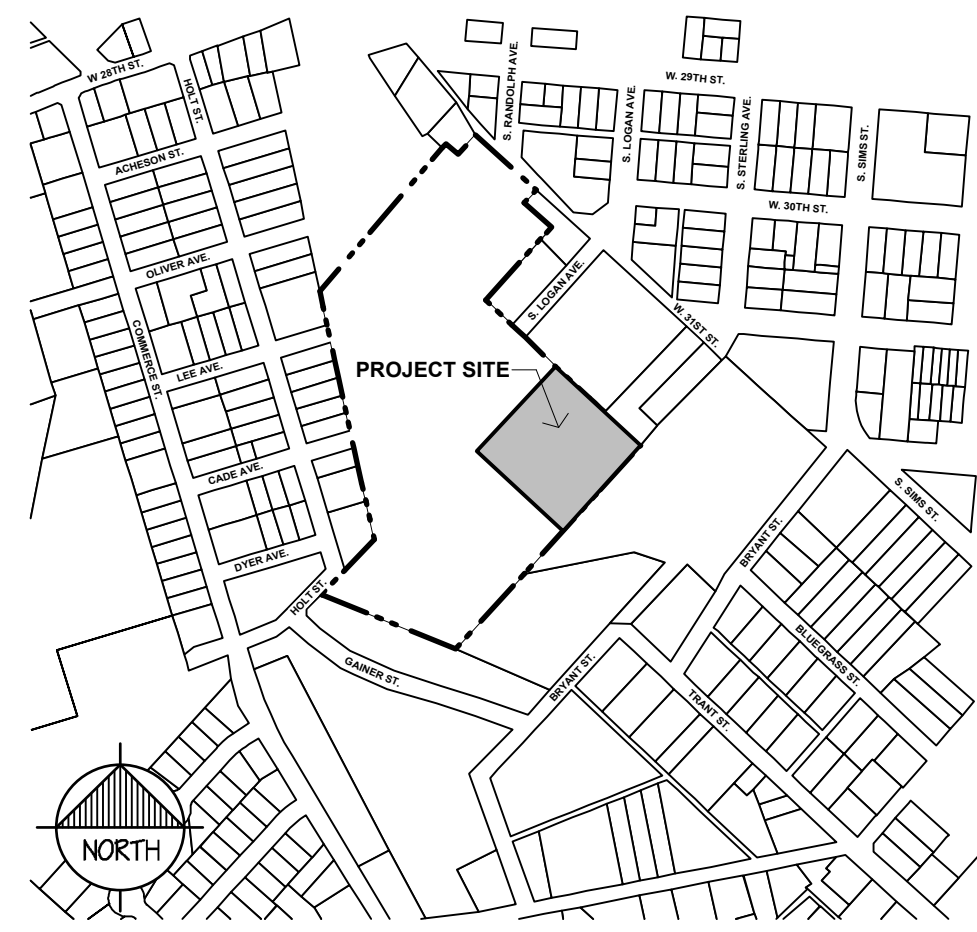 W. 28TH ST.
HOLT ST.
S. RANDOLPH AVE.
W. 29TH ST.
S. LOGAN AVE.
S. STERLING AVE.
S. SIMS ST.
ACHESON ST.
W. 30TH ST.
OLIVER AVE.
S. LOGAN AVE.
W. 31ST ST.
COMMERCE ST.
LEE AVE.
PROJECT SITE
CADE AVE.
S. SIMS ST.
DYER AVE.
BRYANT ST.
HOLT ST.
BLUEGRASS ST.
GAINER ST.
BRYANT ST.
TRANT ST.
NORTH